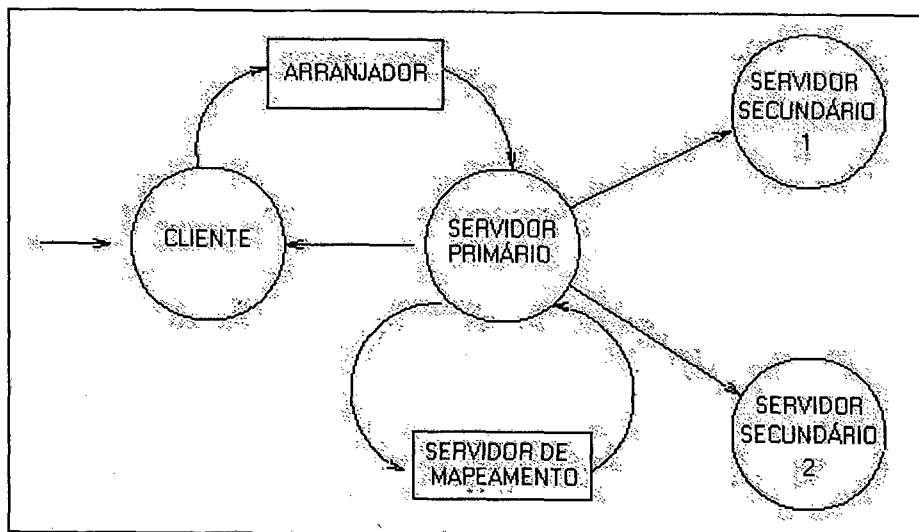 ARRANJADOR
SERVIDOR
SECUNDÁRIO
1
CLIENTE
SERVIDOR
PRIMÁRIO
SERVIDOR DE
MAPEAMENTO
SERVIDOR
SECUNDÁRIO
2